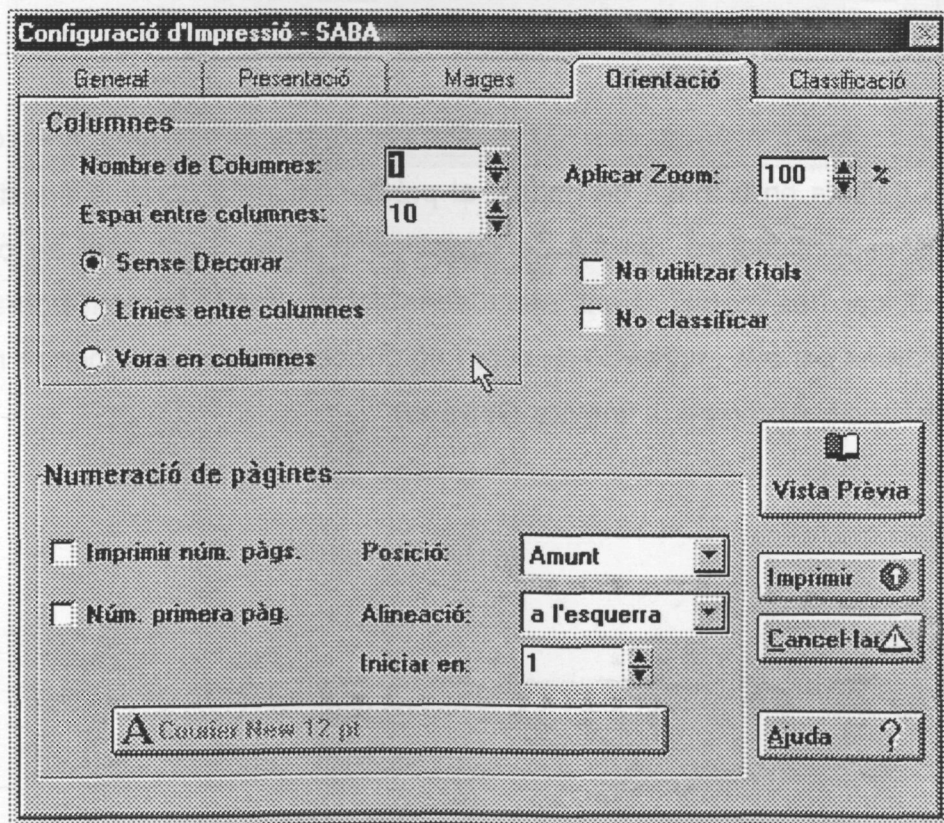 Configuració d'Impressió - SABA
General Presentació Marges Orientació Classificació
Columnes
Nombre de Columnes: 1
Espai entre columnes: 10
Sense Decorar
Línies entre columnes
Vora en columnes
Aplicar Zoom: 100 %
No utilitzar títols
No classificar
Numeració de pàgines
Imprimir núm. pàgs.
Posició: Amunt
Núm. primera pàg.
Alineació: a l'esquerra
Iniciar en: 1
A Courier New 12 pt
Vista Prèvia
Imprimir
Cancel·lar
Ajuda ?